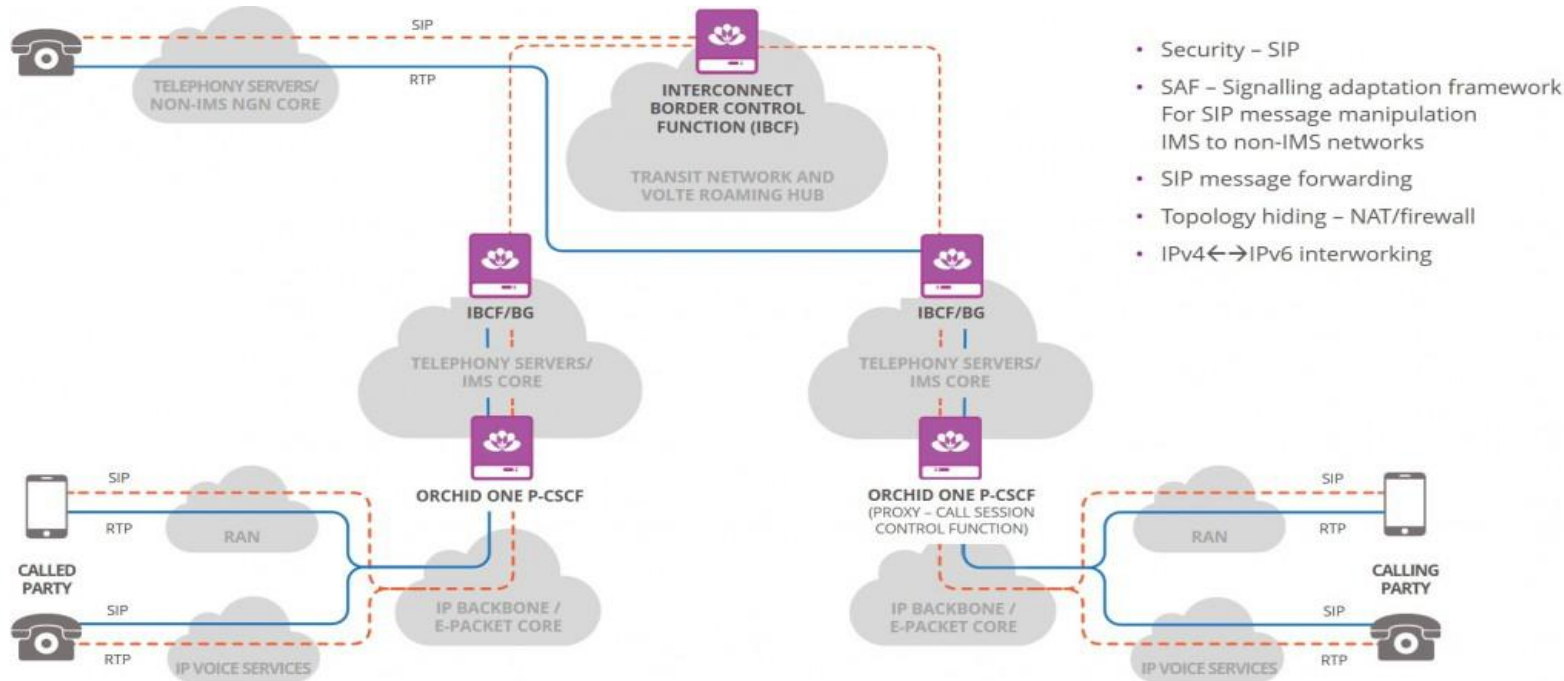 SIP
RTP
TELEPHONY SERVERS/
NON-IMS NGN CORE
INTERCONNECT
BORDER CONTROL
FUNCTION (IBCF)
TRANSIT NETWORK AND
VOLTE ROAMING HUB
• Security – SIP
• SAF – Signalling adaptation framework
For SIP message manipulation
IMS to non-IMS networks
• SIP message forwarding
• Topology hiding – NAT/firewall
• IPv4←→IPv6 interworking
IBCF/BG
TELEPHONY SERVERS/
IMS CORE
ORCHID ONE P-CSCF
IBCF/BG
TELEPHONY SERVERS/
IMS CORE
ORCHID ONE P-CSCF
(PROXY – CALL SESSION
CONTROL FUNCTION)
SIP
RTP
RAN
CALLED
PARTY
SIP
RTP
IP VOICE SERVICES
IP BACKBONE /
E-PACKET CORE
IP BACKBONE /
E-PACKET CORE
SIP
RTP
RAN
CALLING
PARTY
SIP
RTP
IP VOICE SERVICES